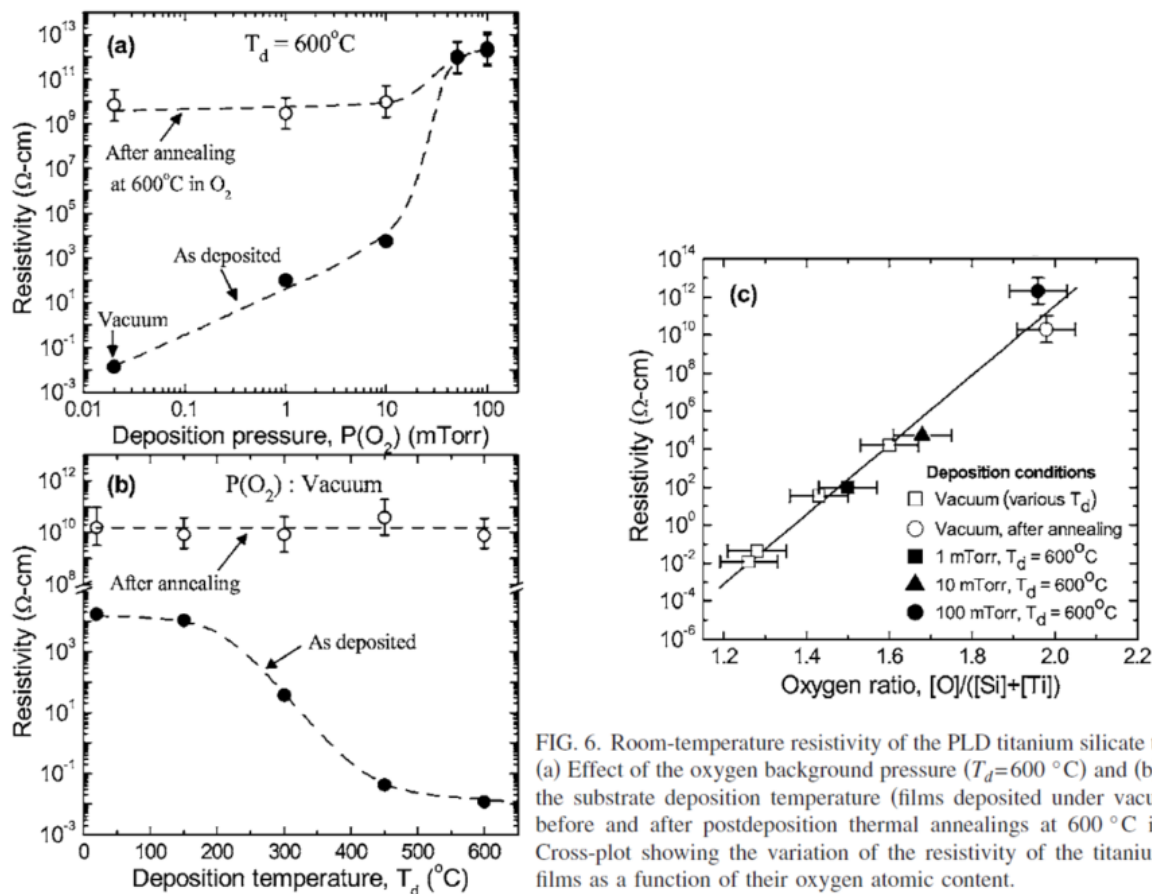 (a)
T_d = 600°C
10^13
10^11
10^9
10^7
10^5
10^3
10^1
10^-1
10^-3
Resistivity (Ω-cm)
After annealing
at 600°C in O_2
As deposited
Vacuum
0.01 0.1 1 10 100
Deposition pressure, P(O_2) (mTorr)
(b)
P(O_2) : Vacuum
10^12
10^10
10^8
10^3
10^1
10^-1
10^-3
Resistivity (Ω-cm)
After annealing
As deposited
0 100 200 300 400 500 600
Deposition temperature, T_d (°C)
(c)
10^14
10^12
10^10
10^8
10^6
10^4
10^2
10^0
10^-2
10^-4
10^-6
Resistivity (Ω-cm)
Deposition conditions
Vacuum (various T_d)
Vacuum, after annealing
1 mTorr, T_d = 600°C
10 mTorr, T_d = 600°C
100 mTorr, T_d = 600°C
1.2 1.4 1.6 1.8 2.0 2.2
Oxygen ratio, [O]/([Si]+[Ti])
FIG. 6. Room-temperature resistivity of the PLD titanium silicate
(a) Effect of the oxygen background pressure (T_d=600 °C) and (b
the substrate deposition temperature (films deposited under vacu
before and after postdeposition thermal annealings at 600 °C i
Cross-plot showing the variation of the resistivity of the titaniu
films as a function of their oxygen atomic content.